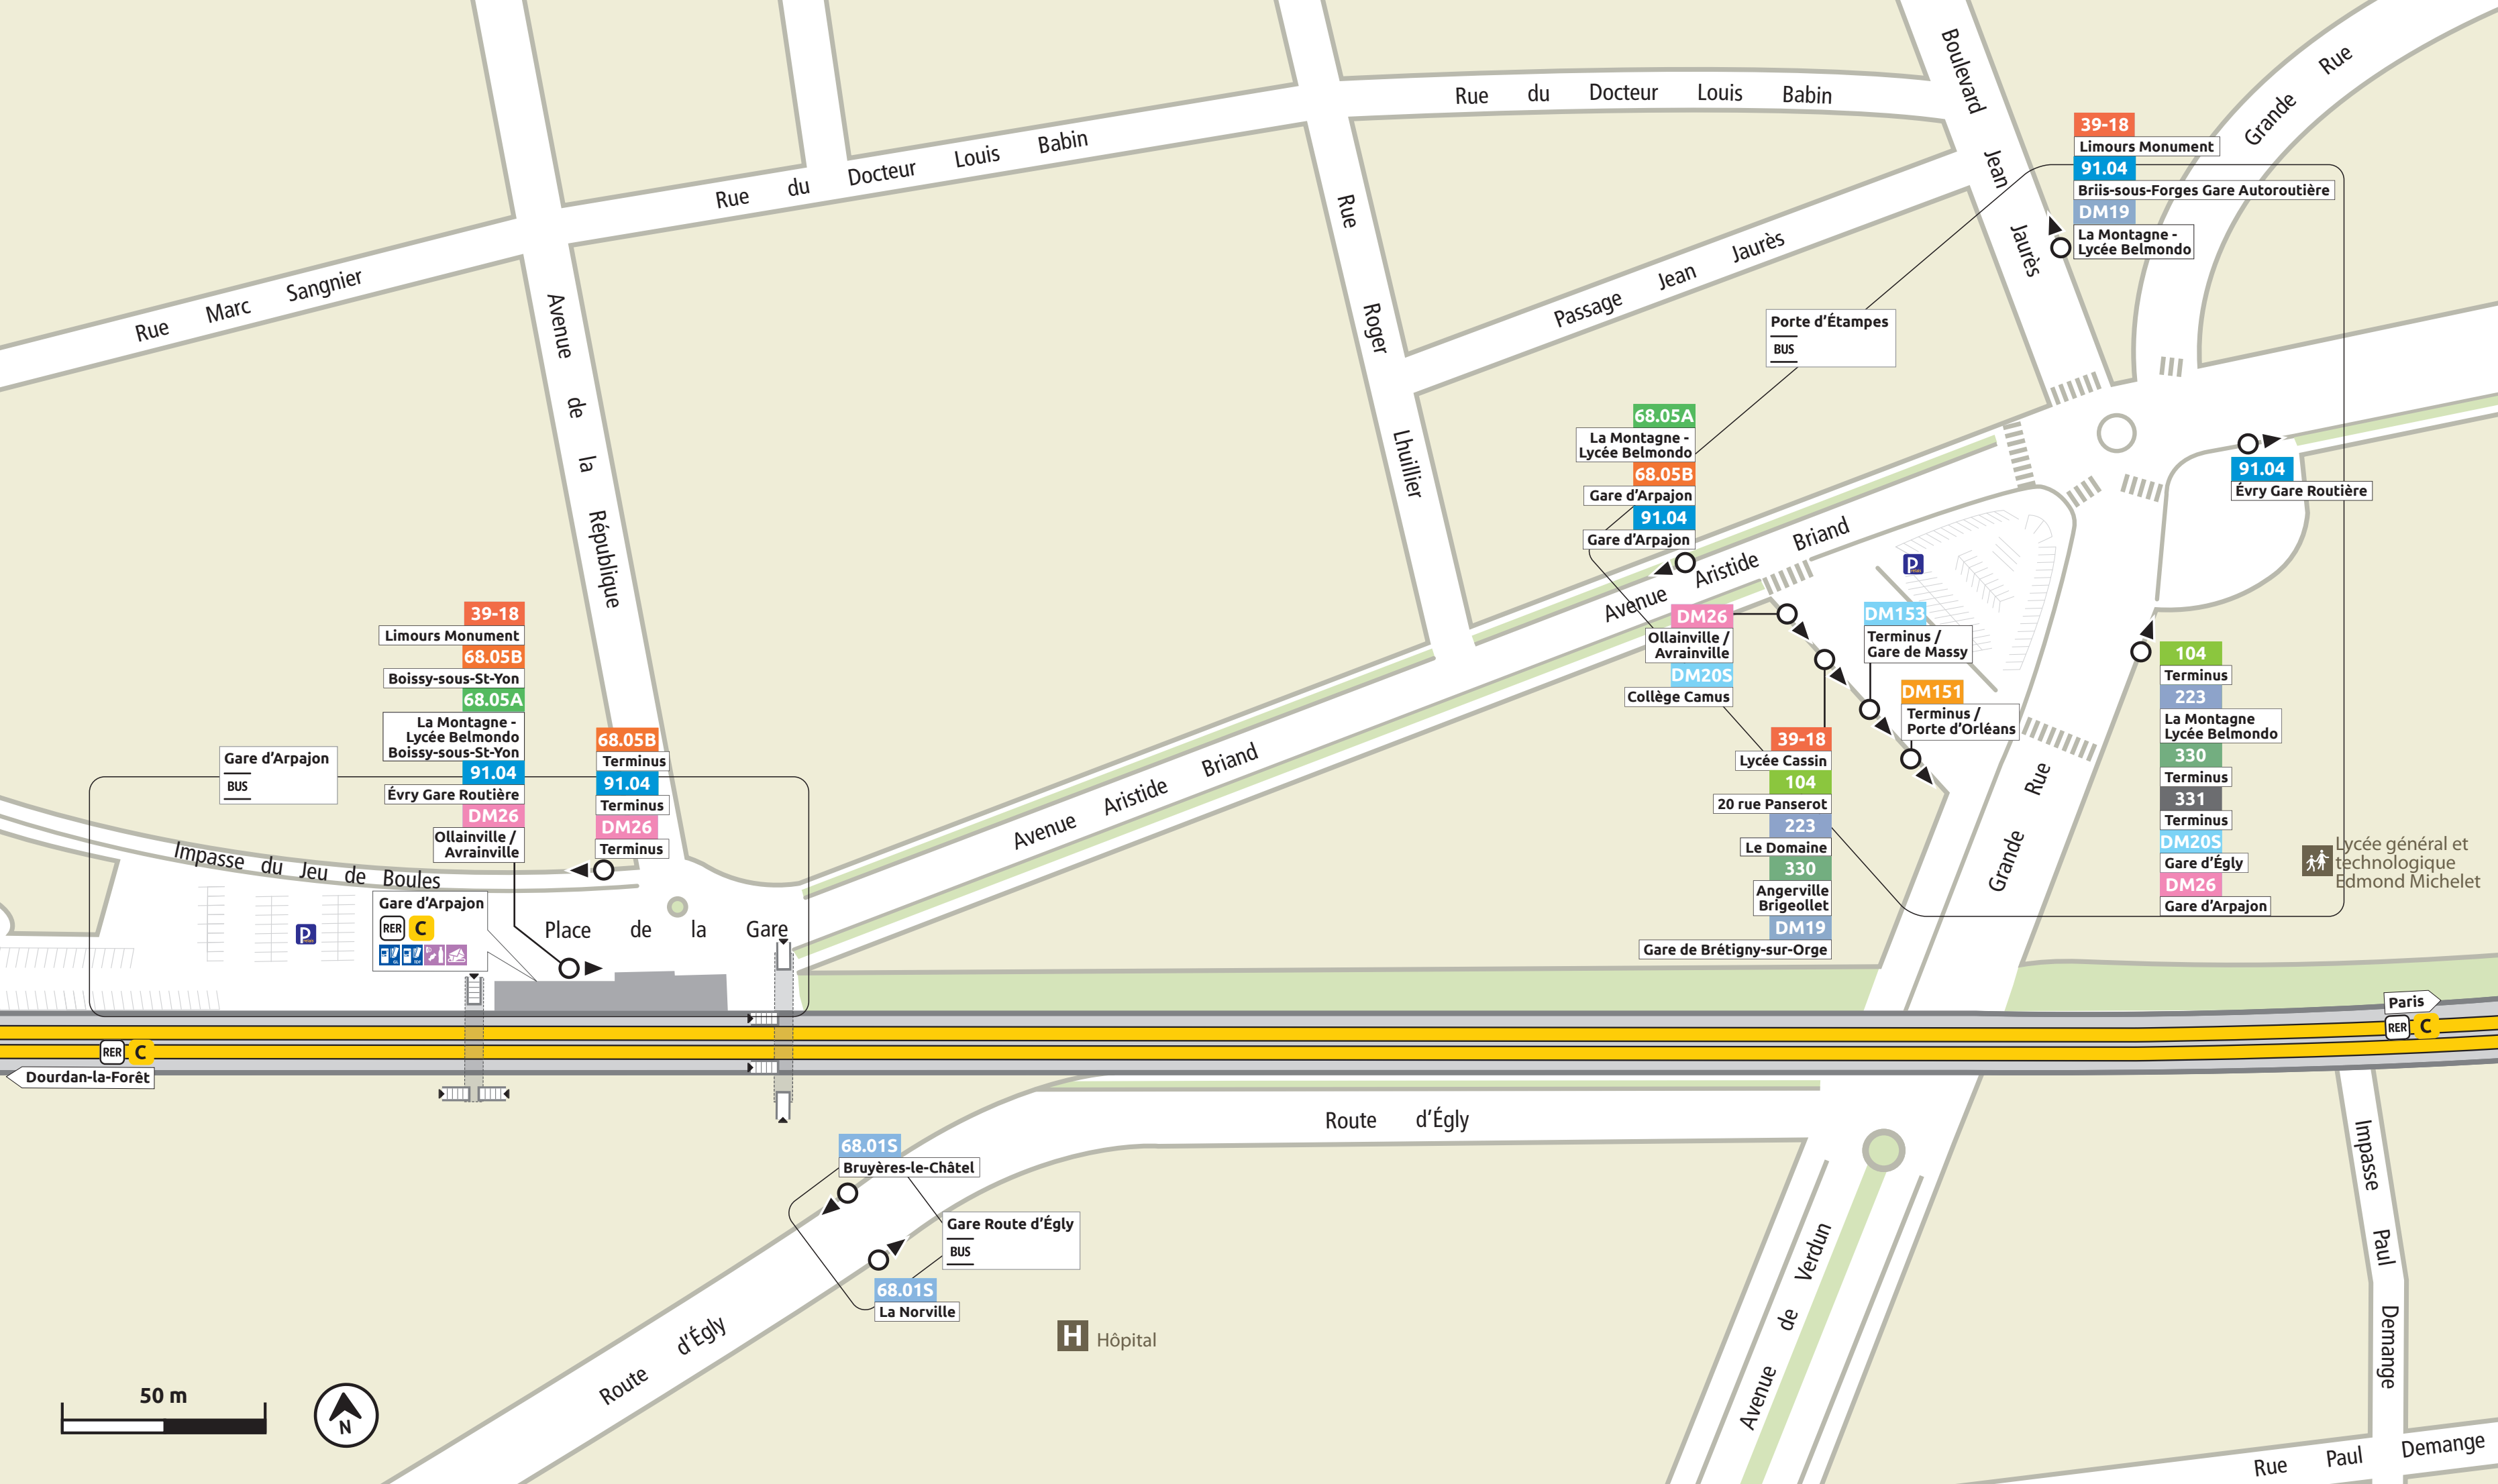 Rue Marc Sangnier
Rue du Docteur Louis Babin
Rue du Docteur Louis Babin
Avenue de la République
Rue Roger Lhuillier
Passage Jean Jaurès
Boulevard Jean Jaurès
Grande Rue
39-18
Limours Monument
91.04
Briis-sous-Forges Gare Autoroutière
DM19
La Montagne -
Lycée Belmondo
Porte d'Étampes
BUS
68.05A
La Montagne -
Lycée Belmondo
68.05B
Gare d'Arpajon
91.04
Gare d'Arpajon
91.04
Évry Gare Routière
Avenue Aristide Briand
P
DM26
Ollainville /
Avrainville
DM20S
Collège Camus
DM153
Terminus /
Gare de Massy
DM151
Terminus /
Porte d'Orléans
39-18
Lycée Cassin
104
20 rue Panserot
223
Le Domaine
330
Angerville
Brigeollet
DM19
Gare de Brétigny-sur-Orge
104
Terminus
223
La Montagne
Lycée Belmondo
330
Terminus
331
Terminus
DM20S
Gare d'Égly
DM26
Gare d'Arpajon
Grande Rue
Lycée général et
technologique
Edmond Michelet
39-18
Limours Monument
68.05B
Boissy-sous-St-Yon
68.05A
La Montagne -
Lycée Belmondo
Boissy-sous-St-Yon
91.04
Évry Gare Routière
DM26
Ollainville /
Avrainville
68.05B
Terminus
91.04
Terminus
DM26
Terminus
Gare d'Arpajon
BUS
Avenue Aristide Briand
Impasse du Jeu de Boules
P
Gare d'Arpajon
RER C
Place de la Gare
Paris
RER C
RER C
Dourdan-la-Forêt
Route d'Égly
68.01S
Bruyères-le-Châtel
Gare Route d'Égly
BUS
68.01S
La Norville
Route d'Égly
H Hôpital
Avenue de Verdun
Impasse Paul Demange
Rue Paul Demange
50 m
N